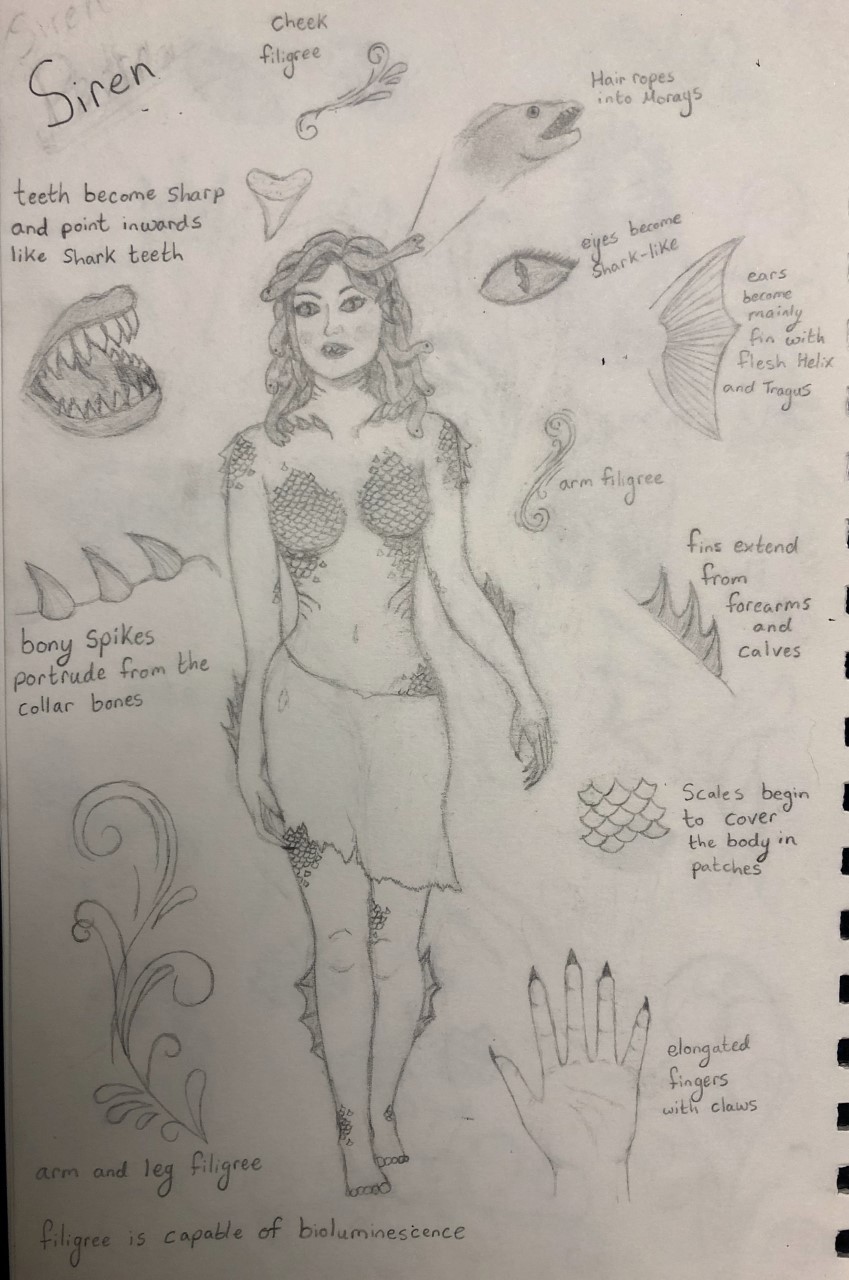 Siren
cheek
filigree
Hair ropes
into Morays
teeth become sharp
and point inwards
like Shark teeth
eyes become
Shark-like
ears
become
mainly
fin with
flesh Helix
and Tragus
arm filigree
fins extend
from
forearms
and
calves
bony Spikes
portrude from the
collar bones
Scales begin
to cover
the body in
patches
elongated
fingers
with claws
arm and leg filigree
filigree is capable of bioluminescence